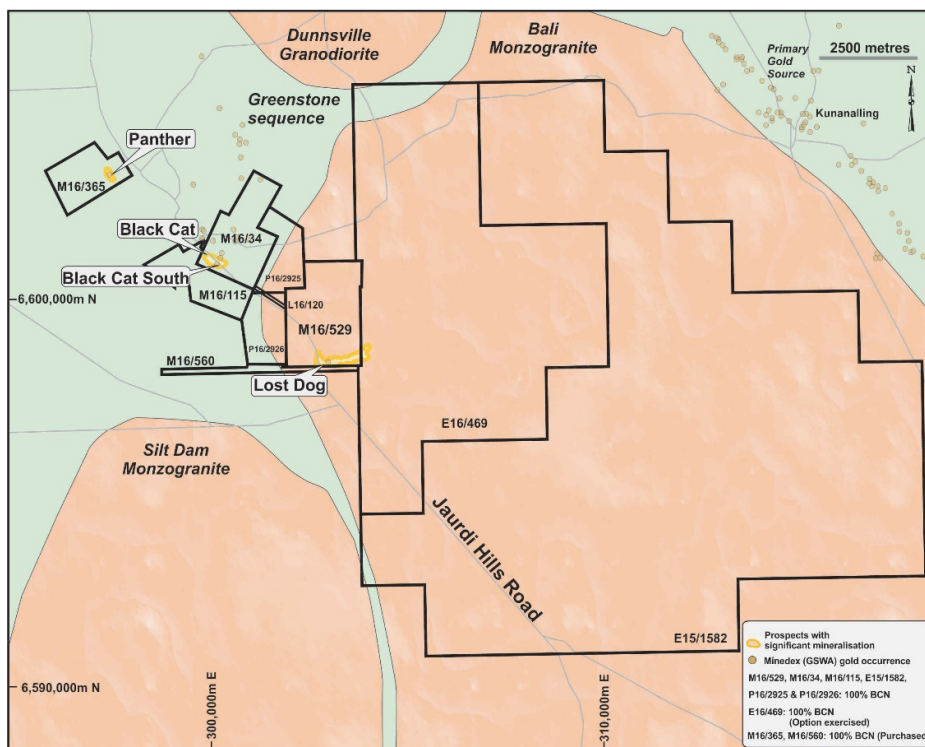 Dunnsville
Granodiorite
Bali
Monzogranite
Primary
Gold
Source
2500 metres
N
Kunanalling
Greenstone
sequence
Panther
M16/365
Black Cat
M16/34
Black Cat South
P16/2925
M16/115
6,600,000m N
L16/120
M16/529
P16/2926
M16/560
Lost Dog
E16/469
Silt Dam
Monzogranite
Jaurdi Hills Road
E15/1582
6,590,000m N
300,000m E
310,000m E
Prospects with
significant mineralisation
Minedex (GSWA) gold occurrence
M16/529, M16/34, M16/115, E15/1582,
P16/2925 & P16/2926: 100% BCN
E16/469: 100% BCN
(Option exercised)
M16/365, M16/560: 100% BCN (Purchased